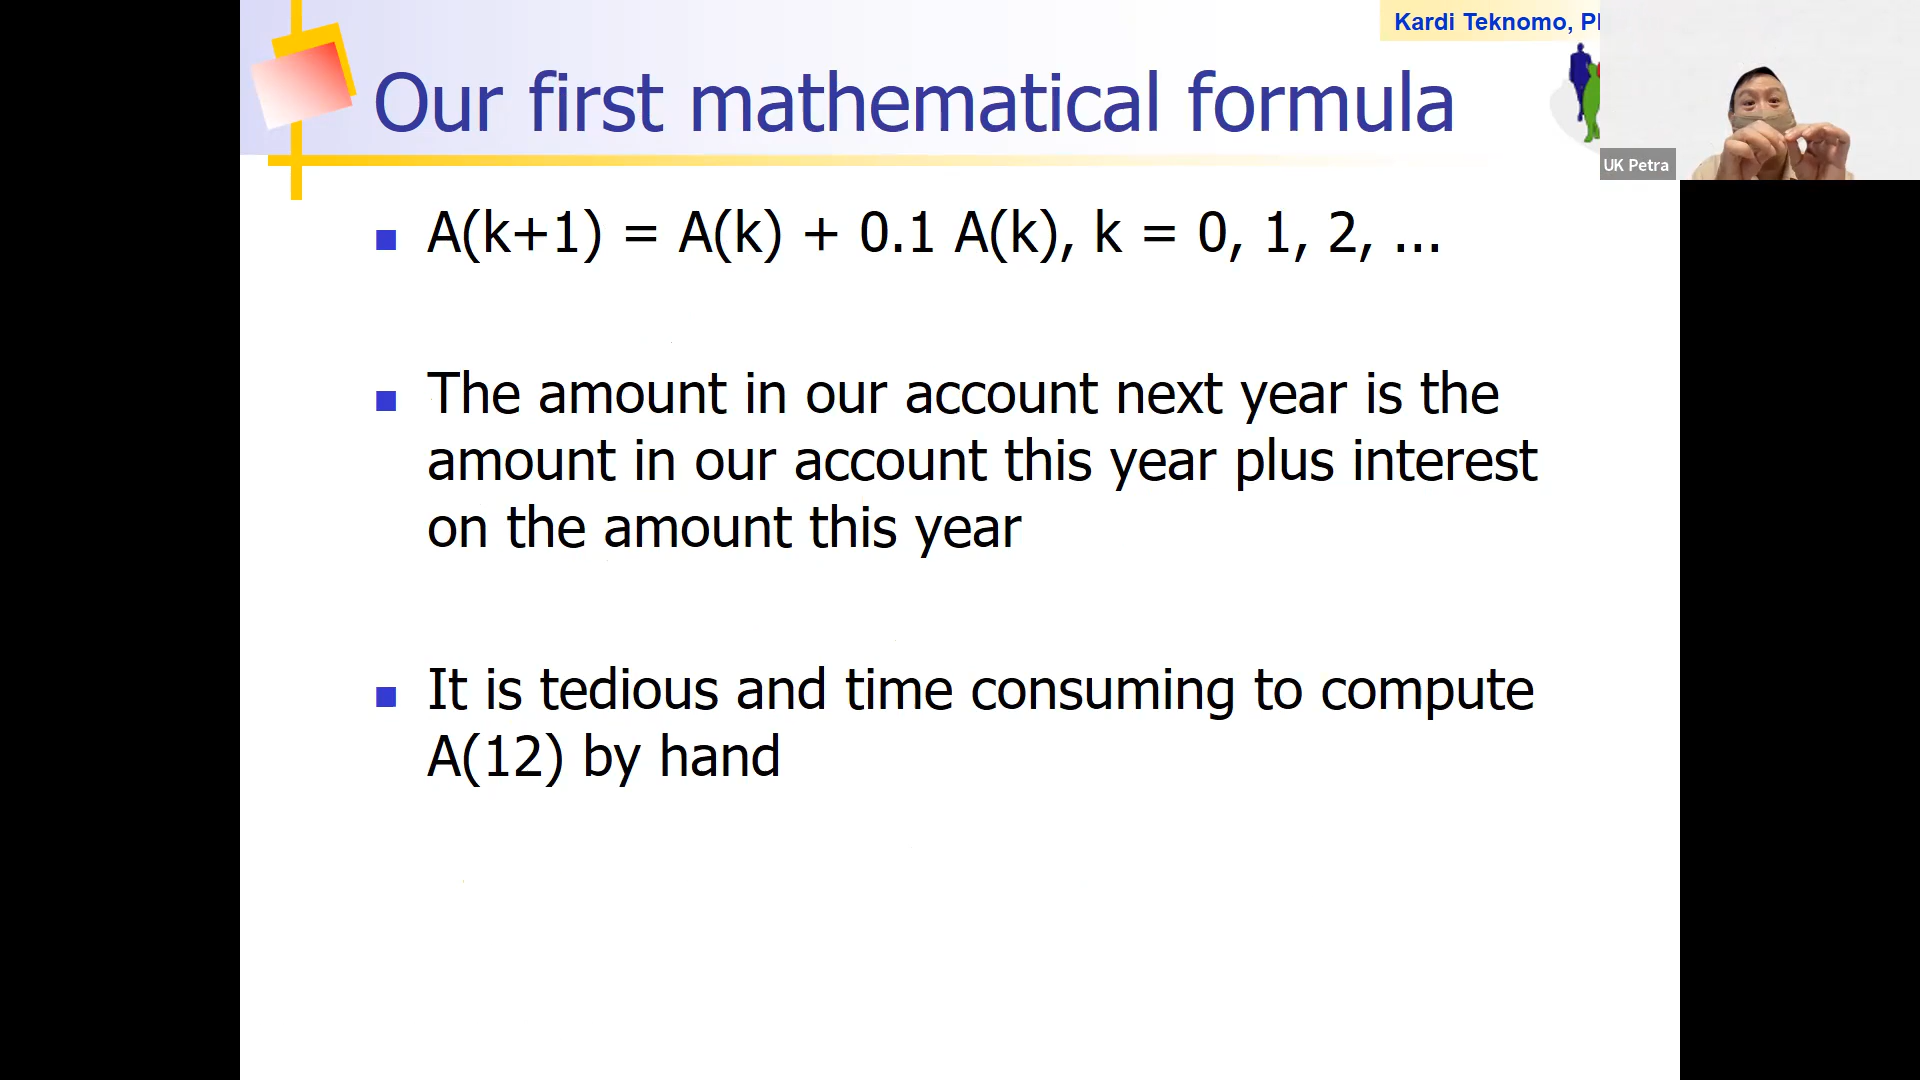 Kardi Teknomo, Ph
Our first mathematical formula
UK Petra
A(k+1) = A(k) + 0.1 A(k), k = 0, 1, 2, ...
The amount in our account next year is the
amount in our account this year plus interest
on the amount this year
It is tedious and time consuming to compute
A(12) by hand